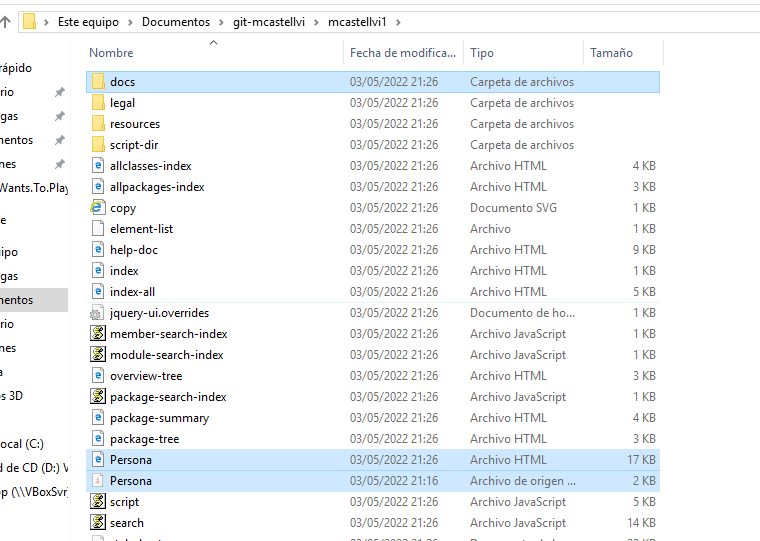 Este equipo > Documentos > git-mcastellvi > mcastellvi1 >
Nombre Fecha de modifica... Tipo Tamaño
rápido
rio
gas
mentos
nes
Wants.To.Play
e
uipo
gas
mentos
rio
nes
a
s 3D
ocal (C:)
d de CD (D:) V
p (\\VBoxSvr)
docs 03/05/2022 21:26 Carpeta de archivos
legal 03/05/2022 21:26 Carpeta de archivos
resources 03/05/2022 21:26 Carpeta de archivos
script-dir 03/05/2022 21:26 Carpeta de archivos
allclasses-index 03/05/2022 21:26 Archivo HTML 4 KB
allpackages-index 03/05/2022 21:26 Archivo HTML 3 KB
copy 03/05/2022 21:26 Documento SVG 1 KB
element-list 03/05/2022 21:26 Archivo 1 KB
help-doc 03/05/2022 21:26 Archivo HTML 9 KB
index 03/05/2022 21:26 Archivo HTML 1 KB
index-all 03/05/2022 21:26 Archivo HTML 5 KB
jquery-ui.overrides 03/05/2022 21:26 Documento de ho... 1 KB
member-search-index 03/05/2022 21:26 Archivo JavaScript 1 KB
module-search-index 03/05/2022 21:26 Archivo JavaScript 1 KB
overview-tree 03/05/2022 21:26 Archivo HTML 3 KB
package-search-index 03/05/2022 21:26 Archivo JavaScript 1 KB
package-summary 03/05/2022 21:26 Archivo HTML 4 KB
package-tree 03/05/2022 21:26 Archivo HTML 3 KB
Persona 03/05/2022 21:26 Archivo HTML 17 KB
Persona 03/05/2022 21:16 Archivo de origen ... 2 KB
script 03/05/2022 21:26 Archivo JavaScript 5 KB
search 03/05/2022 21:26 Archivo JavaScript 14 KB